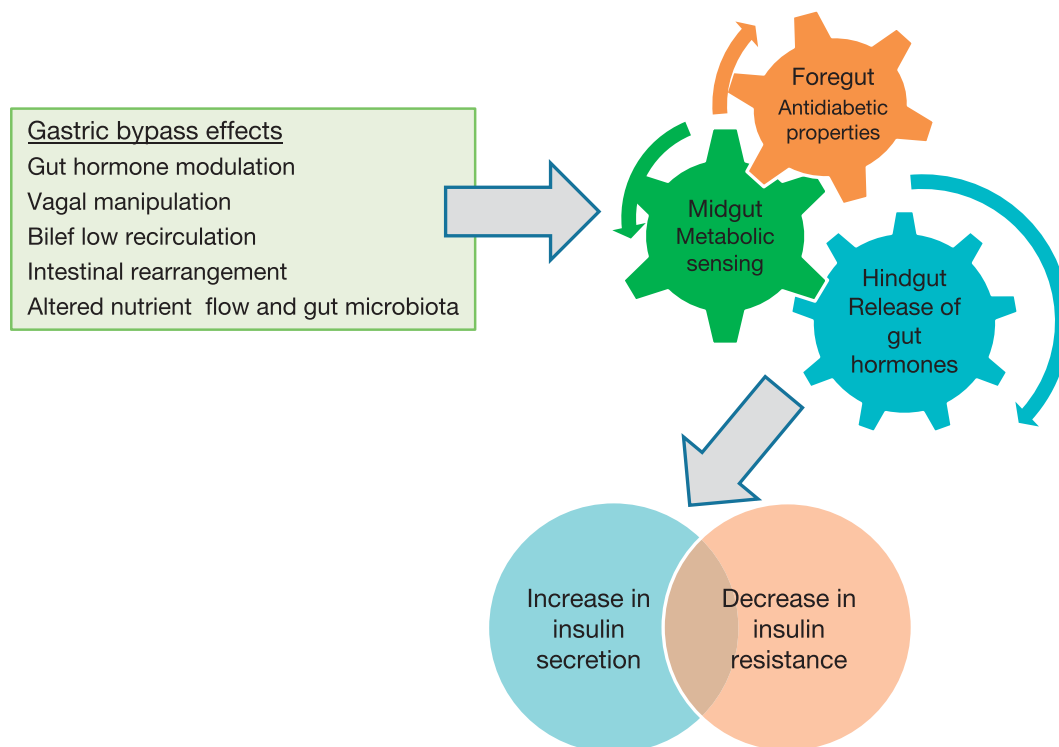 Gastric bypass effects
Gut hormone modulation
Vagal manipulation
Bilef low recirculation
Intestinal rearrangement
Altered nutrient  flow and gut microbiota
Foregut
Antidiabetic
properties
Midgut
Metabolic
sensing
Hindgut
Release of
gut
hormones
Increase in
insulin
secretion
Decrease in
insulin
resistance